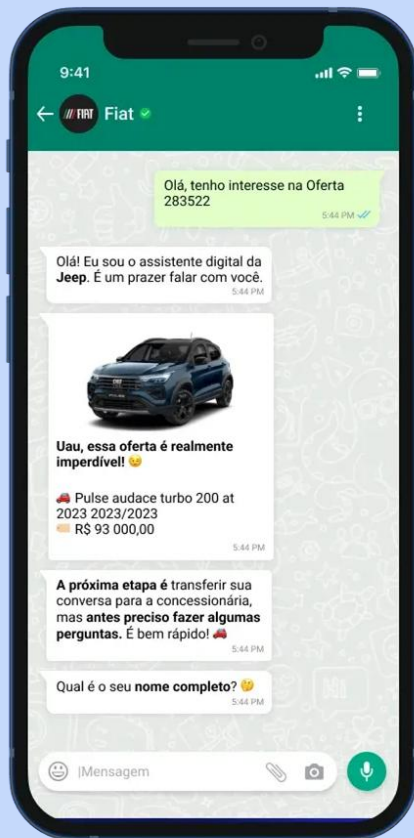 9:41
FIAT
Fiat
Olá, tenho interesse na Oferta
283522
5:44 PM
Olá! Eu sou o assistente digital da
Jeep. É um prazer falar com você.
5:44 PM
Uau, essa oferta é realmente
imperdível! 😉
🚗 Pulse audace turbo 200 at
2023 2023/2023
🏷️ R$ 93 000,00
5:44 PM
A próxima etapa é transferir sua
conversa para a concessionária,
mas antes preciso fazer algumas
perguntas. É bem rápido! 🚗
5:44 PM
Qual é o seu nome completo? 🤔
5:44 PM
|Mensagem